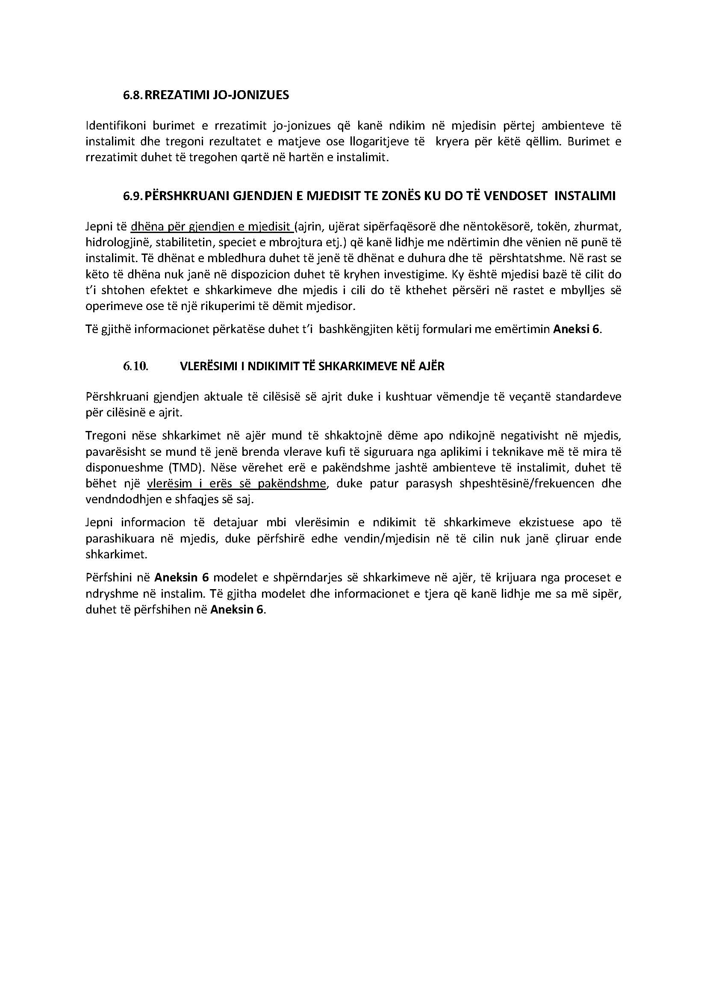 6.8. RREZATIMI JO-JONIZUES
Identifikoni burimet e rrezatimit jo-jonizues që kanë ndikim në mjedisin përtej ambienteve të
instalimit dhe tregoni rezultatet e matjeve ose llogaritjeve të kryera për këtë qëllim. Burimet e
rrezatimit duhet të tregohen qartë në hartën e instalimit.
6.9. PËRSHKRUANI GJENDJEN E MJEDISIT TE ZONËS KU DO TË VENDOSET INSTALIMI
Jepni të dhëna për gjendjen e mjedisit (ajrin, ujërat sipërfaqësorë dhe nëntokësorë, tokën, zhurmat,
hidrologjinë, stabilitetin, speciet e mbrojtura etj.) që kanë lidhje me ndërtimin dhe vënien në punë të
instalimit. Të dhënat e mbledhura duhet të jenë të dhënat e duhura dhe të përshtatshme. Në rast se
këto të dhëna nuk janë në dispozicion duhet të kryhen investigime. Ky është mjedisi bazë të cilit do
t’i shtohen efektet e shkarkimeve dhe mjedis i cili do të kthehet përsëri në rastet e mbylljes së
operimeve ose të një rikuperimi të dëmit mjedisor.
Të gjithë informacionet përkatëse duhet t’i bashkëngjiten këtij formulari me emërtimin Aneksi 6.
6.10. VLERËSIMI I NDIKIMIT TË SHKARKIMEVE NË AJËR
Përshkruani gjendjen aktuale të cilësisë së ajrit duke i kushtuar vëmendje të veçantë standardeve
për cilësinë e ajrit.
Tregoni nëse shkarkimet në ajër mund të shkaktojnë dëme apo ndikojnë negativisht në mjedis,
pavarësisht se mund të jenë brenda vlerave kufi të siguruara nga aplikimi i teknikave më të mira të
disponueshme (TMD). Nëse vërehet erë e pakëndshme jashtë ambienteve të instalimit, duhet të
bëhet një vlerësim i erës së pakëndshme, duke patur parasysh shpeshtësinë/frekuencen dhe
vendndodhjen e shfaqjes së saj.
Jepni informacion të detajuar mbi vlerësimin e ndikimit të shkarkimeve ekzistuese apo të
parashikuara në mjedis, duke përfshirë edhe vendin/mjedisin në të cilin nuk janë çliruar ende
shkarkimet.
Përfshini në Aneksin 6 modelet e shpërndarjes së shkarkimeve në ajër, të krijuara nga proceset e
ndryshme në instalim. Të gjitha modelet dhe informacionet e tjera që kanë lidhje me sa më sipër,
duhet të përfshihen në Aneksin 6.